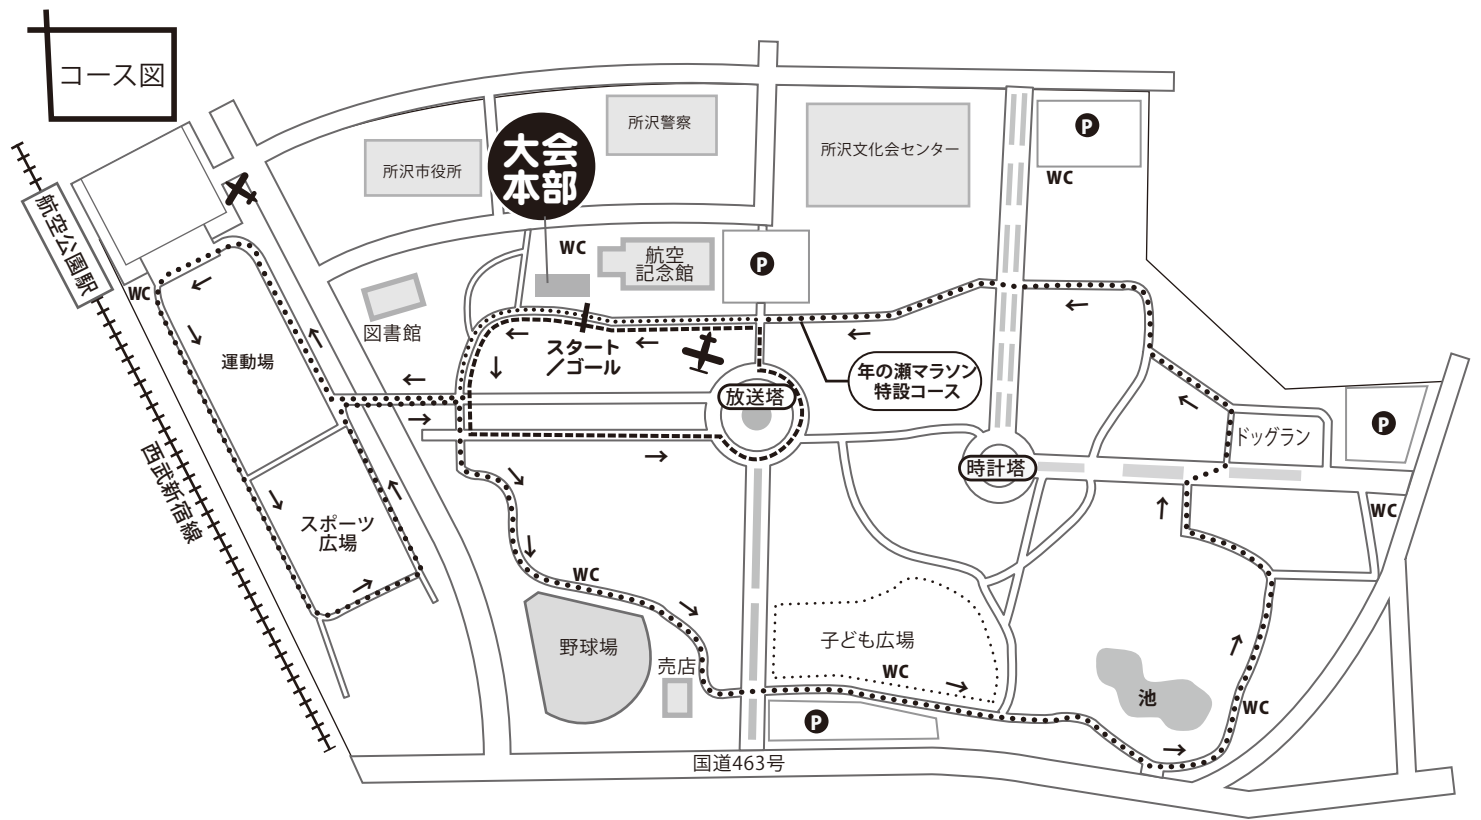 コース図
所沢警察
P
所沢文化会センター
大会
本部
所沢市役所
WC
航空公園駅
WC
航空
記念館
P
WC
図書館
スタート
／ゴール
運動場
年の瀬マラソン
特設コース
放送塔
P
ドッグラン
時計塔
西武新宿線
スポーツ
広場
WC
WC
野球場
子ども広場
売店
WC
池
WC
P
国道463号